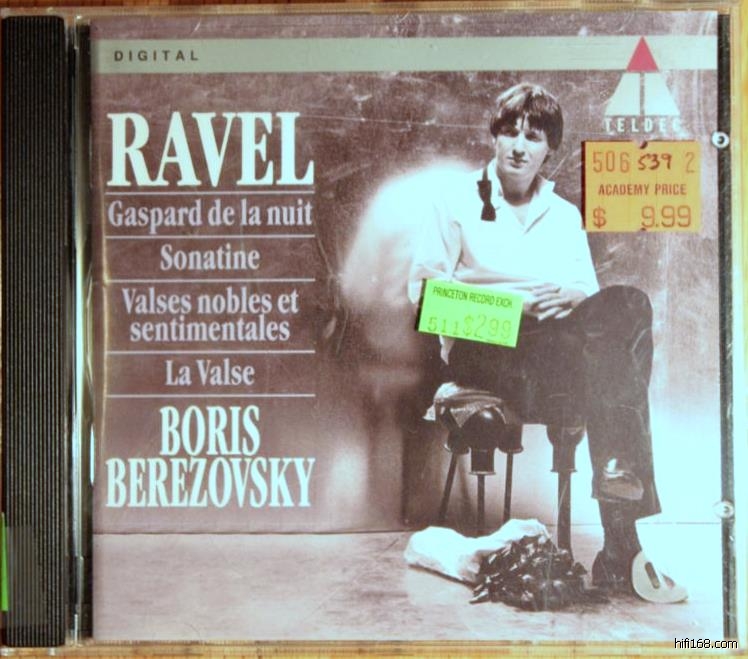 DIGITAL
TELDEC
RAVEL
Gaspard de la nuit
Sonatine
Valses nobles et
sentimentales
La Valse
BORIS
BEREZOVSKY
506 539 2
ACADEMY PRICE
$ 9.99
PRINCETON RECORD EXCH.
511$2.99
hifi168.com